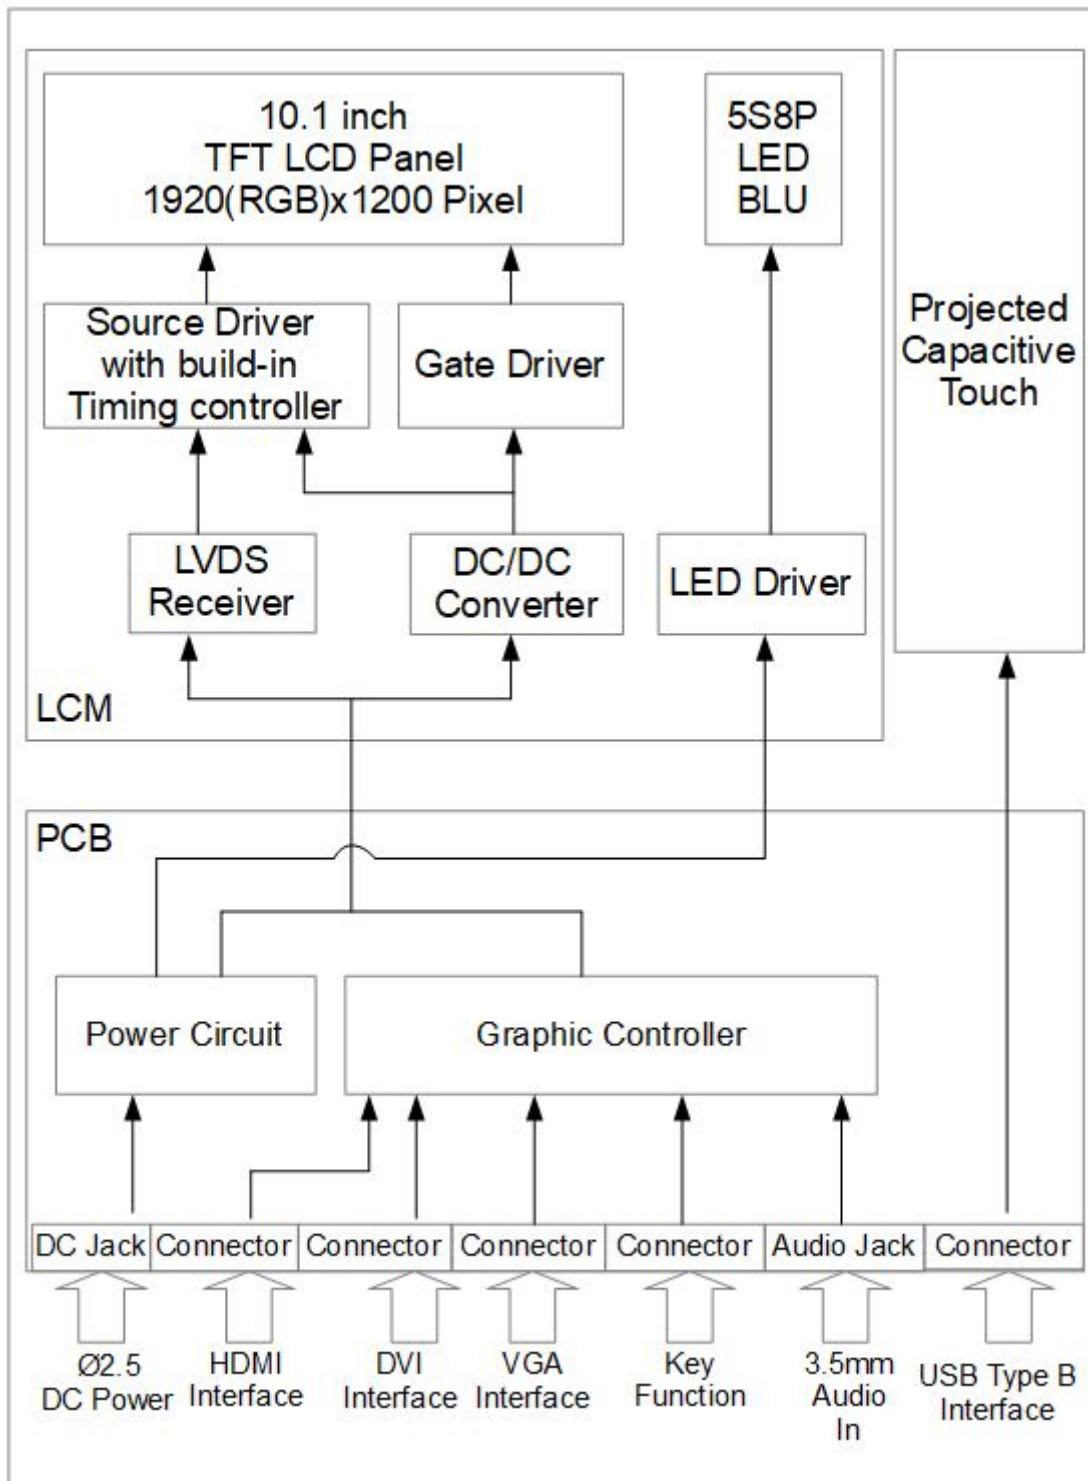 10.1 inch
TFT LCD Panel
1920(RGB)x1200 Pixel
5S8P
LED
BLU
Source Driver
with build-in
Timing controller
Gate Driver
Projected
Capacitive
Touch
LVDS
Receiver
DC/DC
Converter
LED Driver
LCM
PCB
Power Circuit
Graphic Controller
DC Jack
Connector
Connector
Connector
Connector
Audio Jack
Connector
Ø2.5
DC Power
HDMI
Interface
DVI
Interface
VGA
Interface
Key
Function
3.5mm
Audio
In
USB Type B
Interface